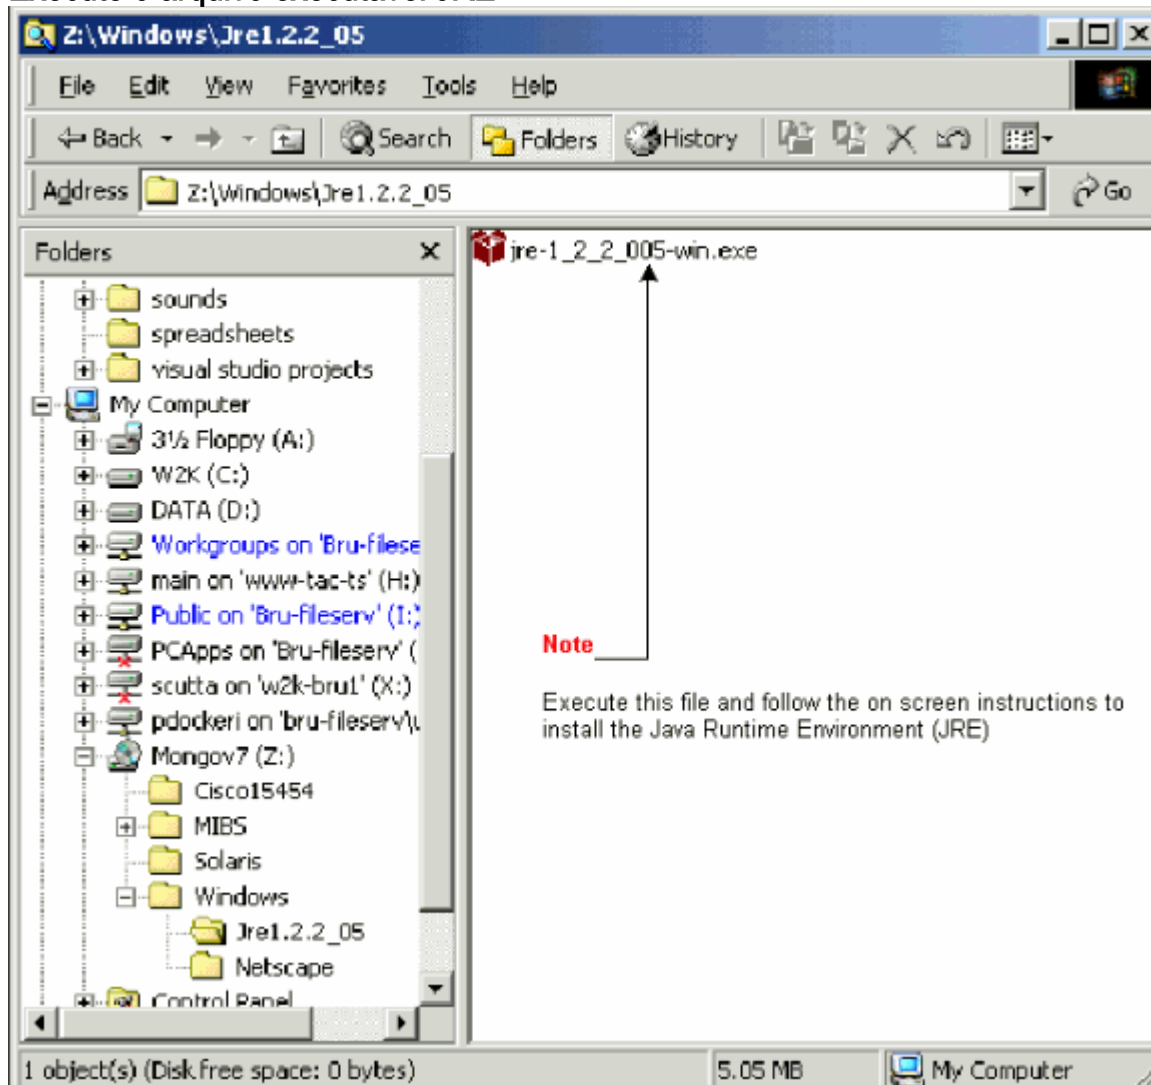 Execute o arquivo executável JRE
Z:\Windows\Jre1.2.2_05
File Edit View Favorites Tools Help
Back Search Folders History
Address Z:\Windows\Jre1.2.2_05 Go
Folders
sounds
spreadsheets
visual studio projects
My Computer
3½ Floppy (A:)
W2K (C:)
DATA (D:)
Workgroups on 'Bru-filese
main on 'www-tac-ts' (H:)
Public on 'Bru-fileserv' (I:)
PCApps on 'Bru-fileserv' (
scutta on 'w2k-bru1' (X:)
pdockeri on 'bru-fileserv\
Mongov7 (Z:)
Cisco15454
MIBS
Solaris
Windows
Jre1.2.2_05
Netscape
Control Panel
jre-1_2_2_005-win.exe
Note
Execute this file and follow the on screen instructions to
install the Java Runtime Environment (JRE)
1 object(s) (Disk free space: 0 bytes) 5.05 MB My Computer